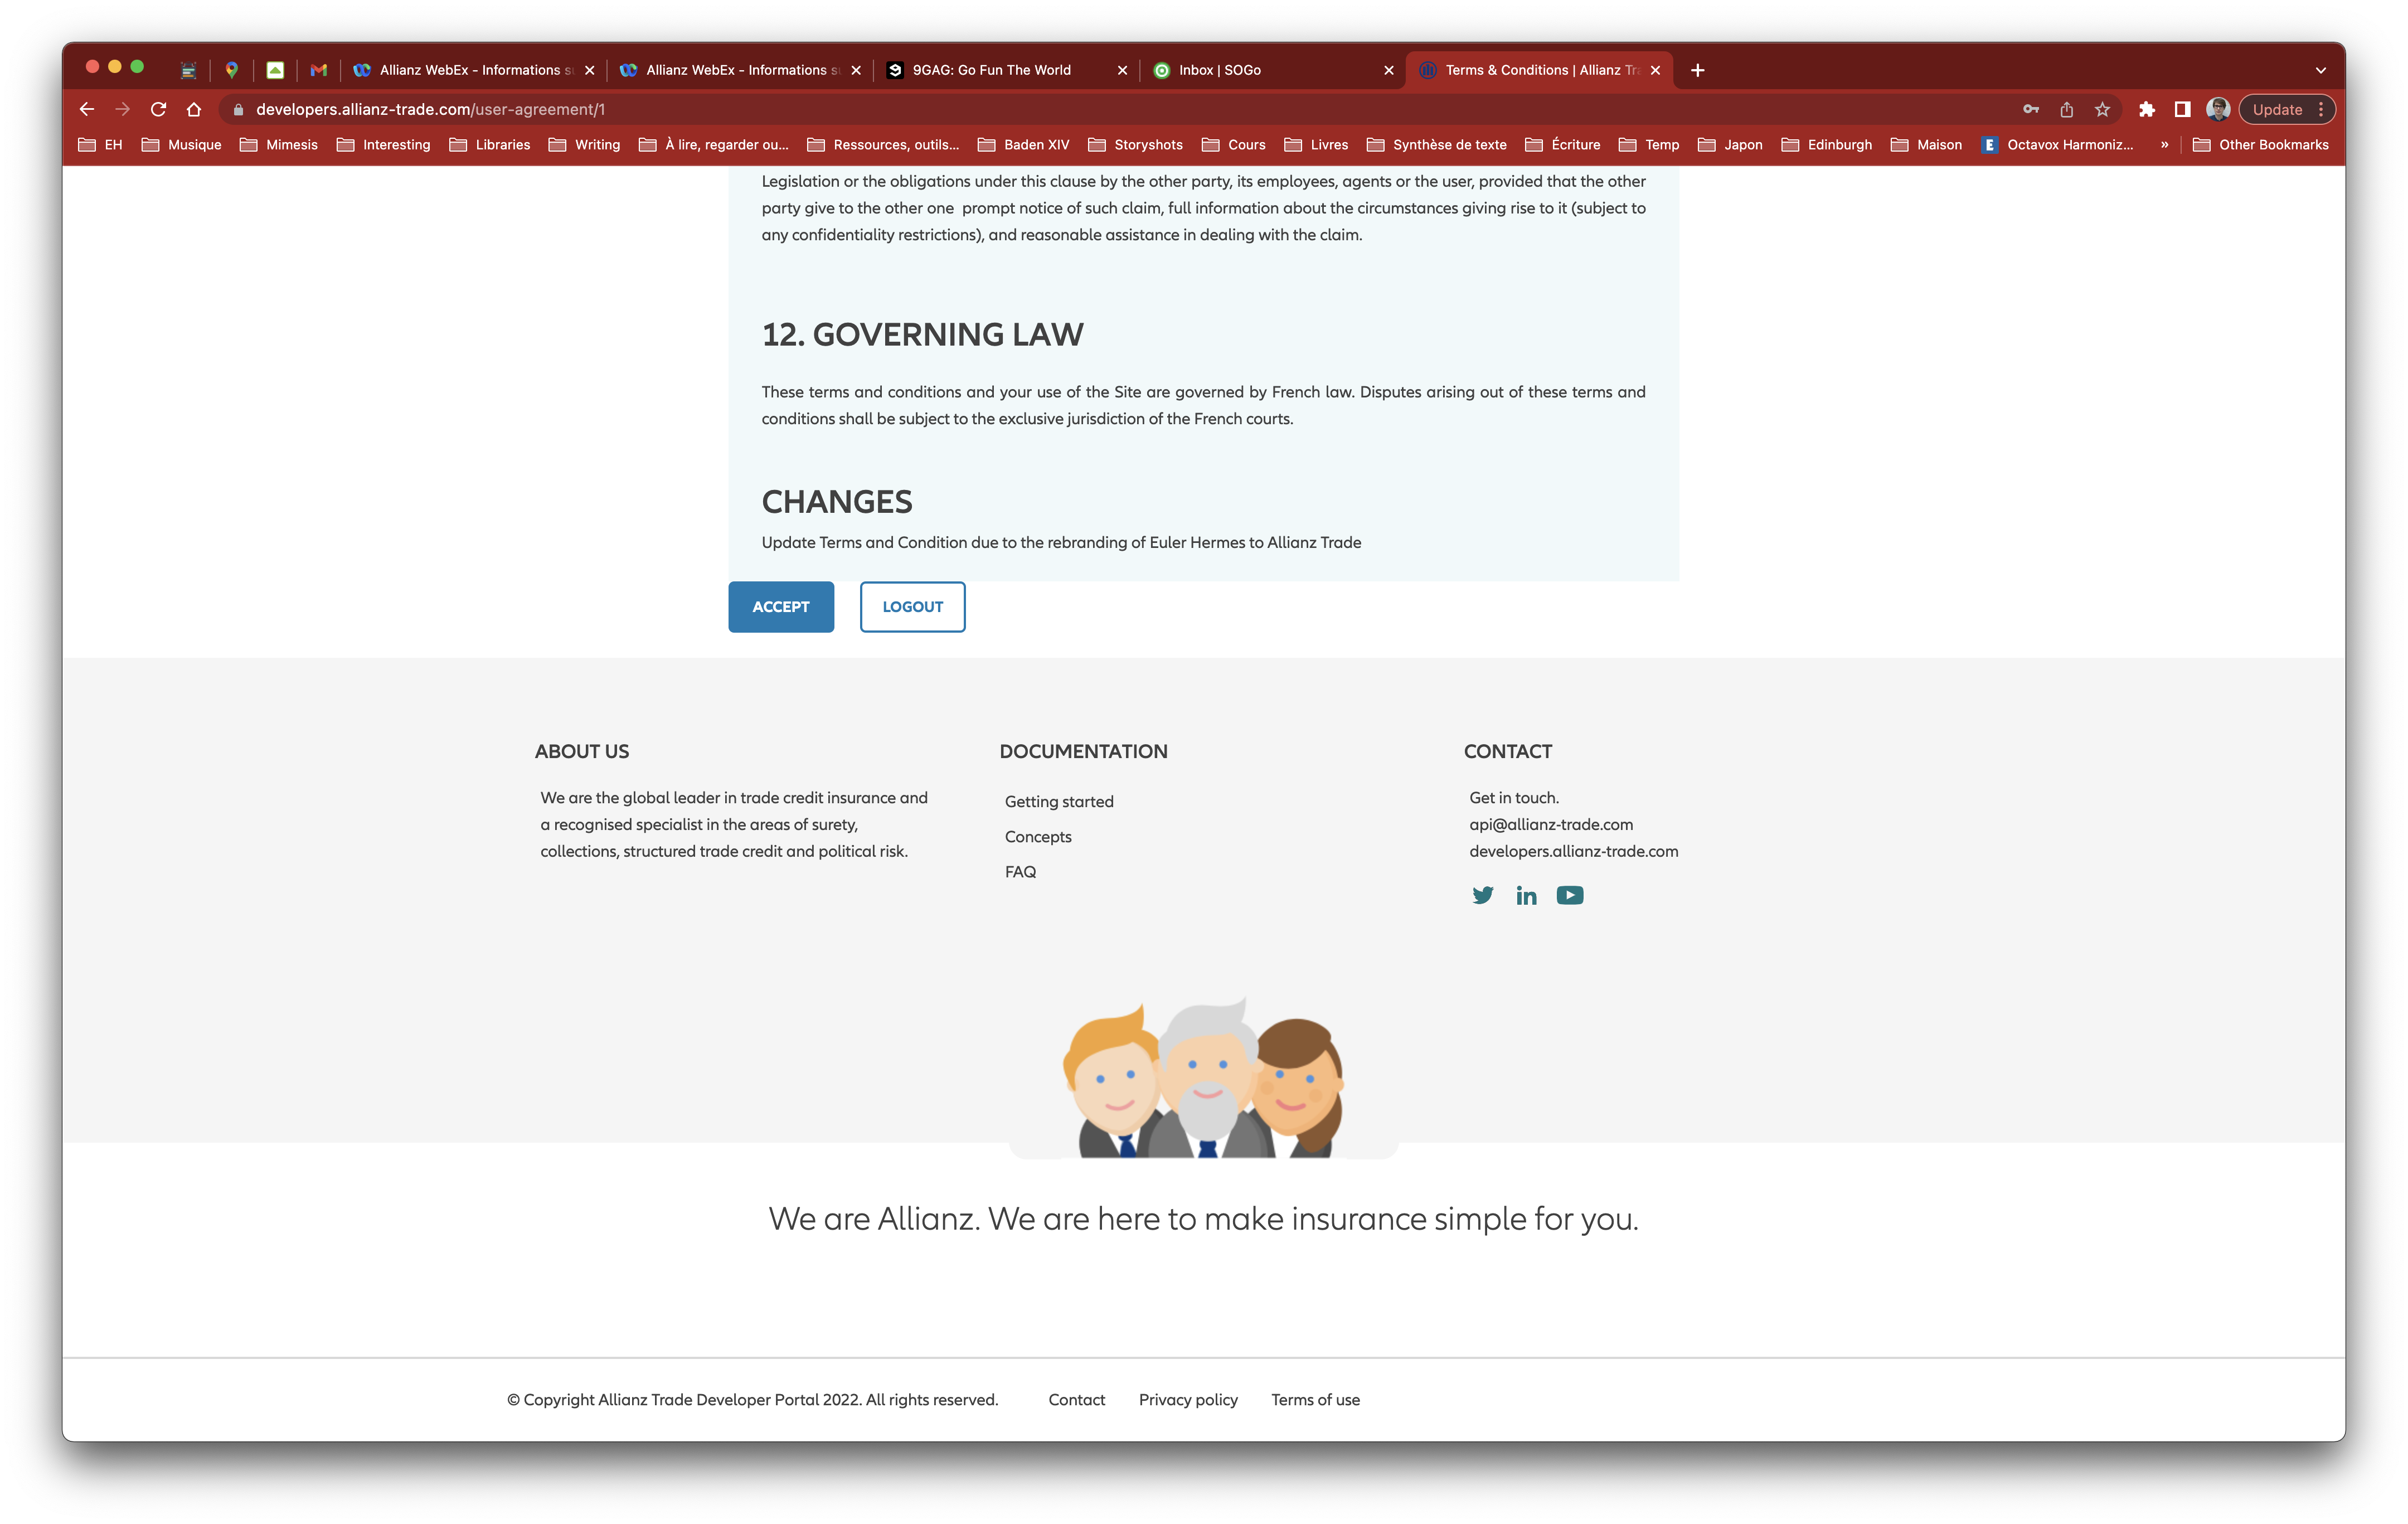 Allianz WebEx - Informations su
Allianz WebEx - Informations su
9GAG: Go Fun The World
Inbox | SOGo
Terms & Conditions | Allianz Tra
developers.allianz-trade.com/user-agreement/1
Update
EH
Musique
Mimesis
Interesting
Libraries
Writing
À lire, regarder ou...
Ressources, outils...
Baden XIV
Storyshots
Cours
Livres
Synthèse de texte
Écriture
Temp
Japon
Edinburgh
Maison
E
Octavox Harmoniz...
»
Other Bookmarks
Legislation or the obligations under this clause by the other party, its employees, agents or the user, provided that the other
party give to the other one prompt notice of such claim, full information about the circumstances giving rise to it (subject to
any confidentiality restrictions), and reasonable assistance in dealing with the claim.
12. GOVERNING LAW
These terms and conditions and your use of the Site are governed by French law. Disputes arising out of these terms and
conditions shall be subject to the exclusive jurisdiction of the French courts.
CHANGES
Update Terms and Condition due to the rebranding of Euler Hermes to Allianz Trade
ACCEPT
LOGOUT
ABOUT US
We are the global leader in trade credit insurance and
a recognised specialist in the areas of surety,
collections, structured trade credit and political risk.
DOCUMENTATION
Getting started
Concepts
FAQ
CONTACT
Get in touch.
api@allianz-trade.com
developers.allianz-trade.com
in
We are Allianz. We are here to make insurance simple for you.
© Copyright Allianz Trade Developer Portal 2022. All rights reserved.
Contact
Privacy policy
Terms of use